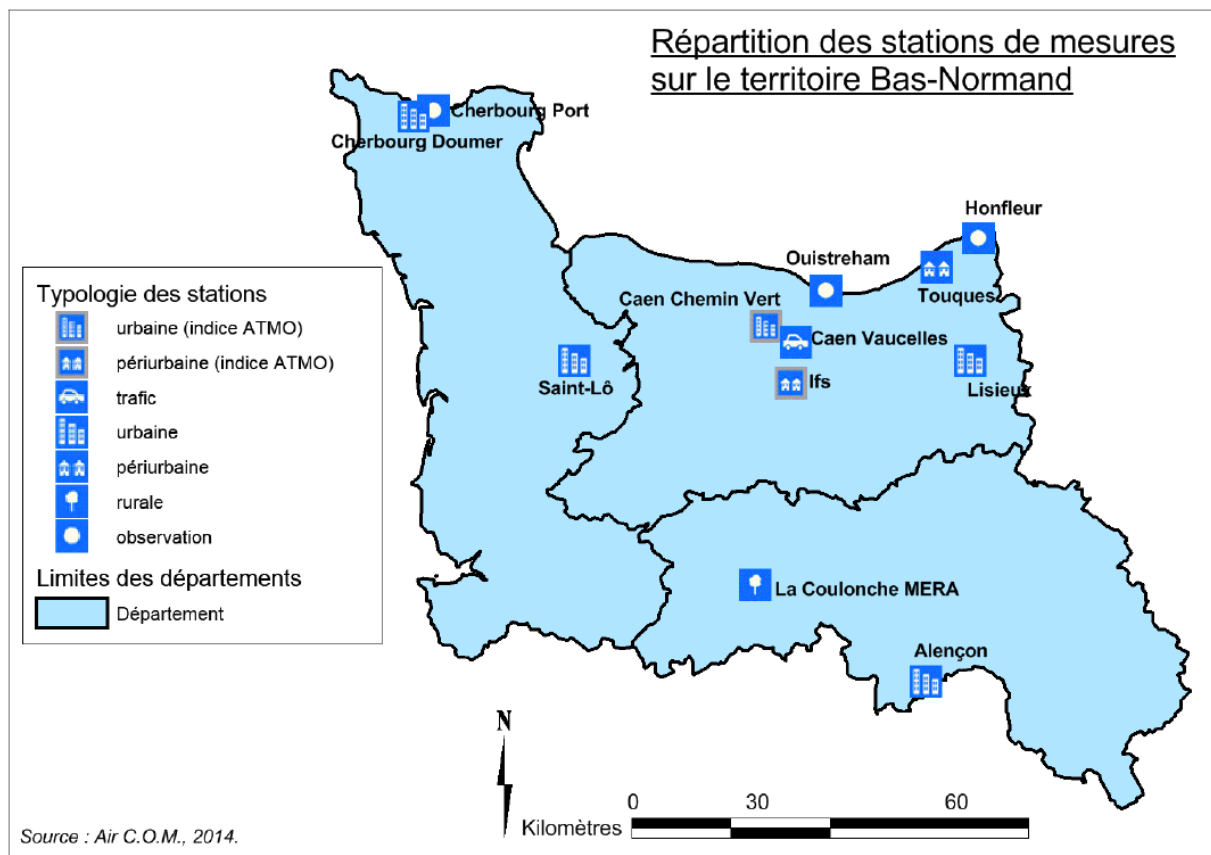 Répartition des stations de mesures
sur le territoire Bas-Normand
Cherbourg Port
Cherbourg Doumer
Honfleur
Ouistreham
Touques
Caen Chemin Vert
Caen Vaucelles
Saint-Lô
Ifs
Lisieux
Typologie des stations
urbaine (indice ATMO)
périurbaine (indice ATMO)
trafic
urbaine
périurbaine
rurale
observation
Limites des départements
Département
La Coulonche MERA
Alençon
N
0 30 60
Kilomètres
Source : Air C.O.M., 2014.